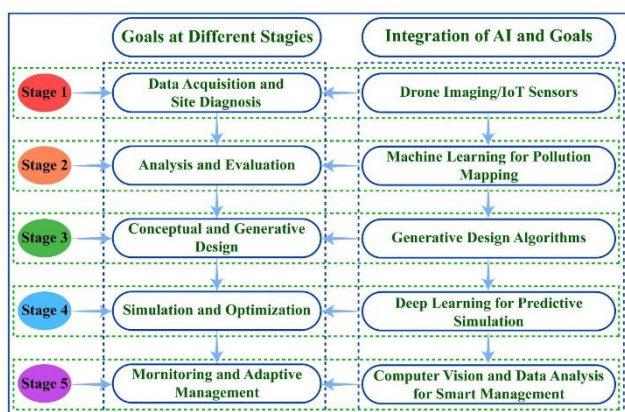 Goals at Different Stagies
Integration of AI and Goals
Stage 1
Data Acquisition and
Site Diagnosis
Drone Imaging/IoT Sensors
Stage 2
Analysis and Evaluation
Machine Learning for Pollution
Mapping
Stage 3
Conceptual and Generative
Design
Generative Design Algorithms
Stage 4
Simulation and Optimization
Deep Learning for Predictive
Simulation
Stage 5
Mornitoring and Adaptive
Management
Computer Vision and Data Analysis
for Smart Management